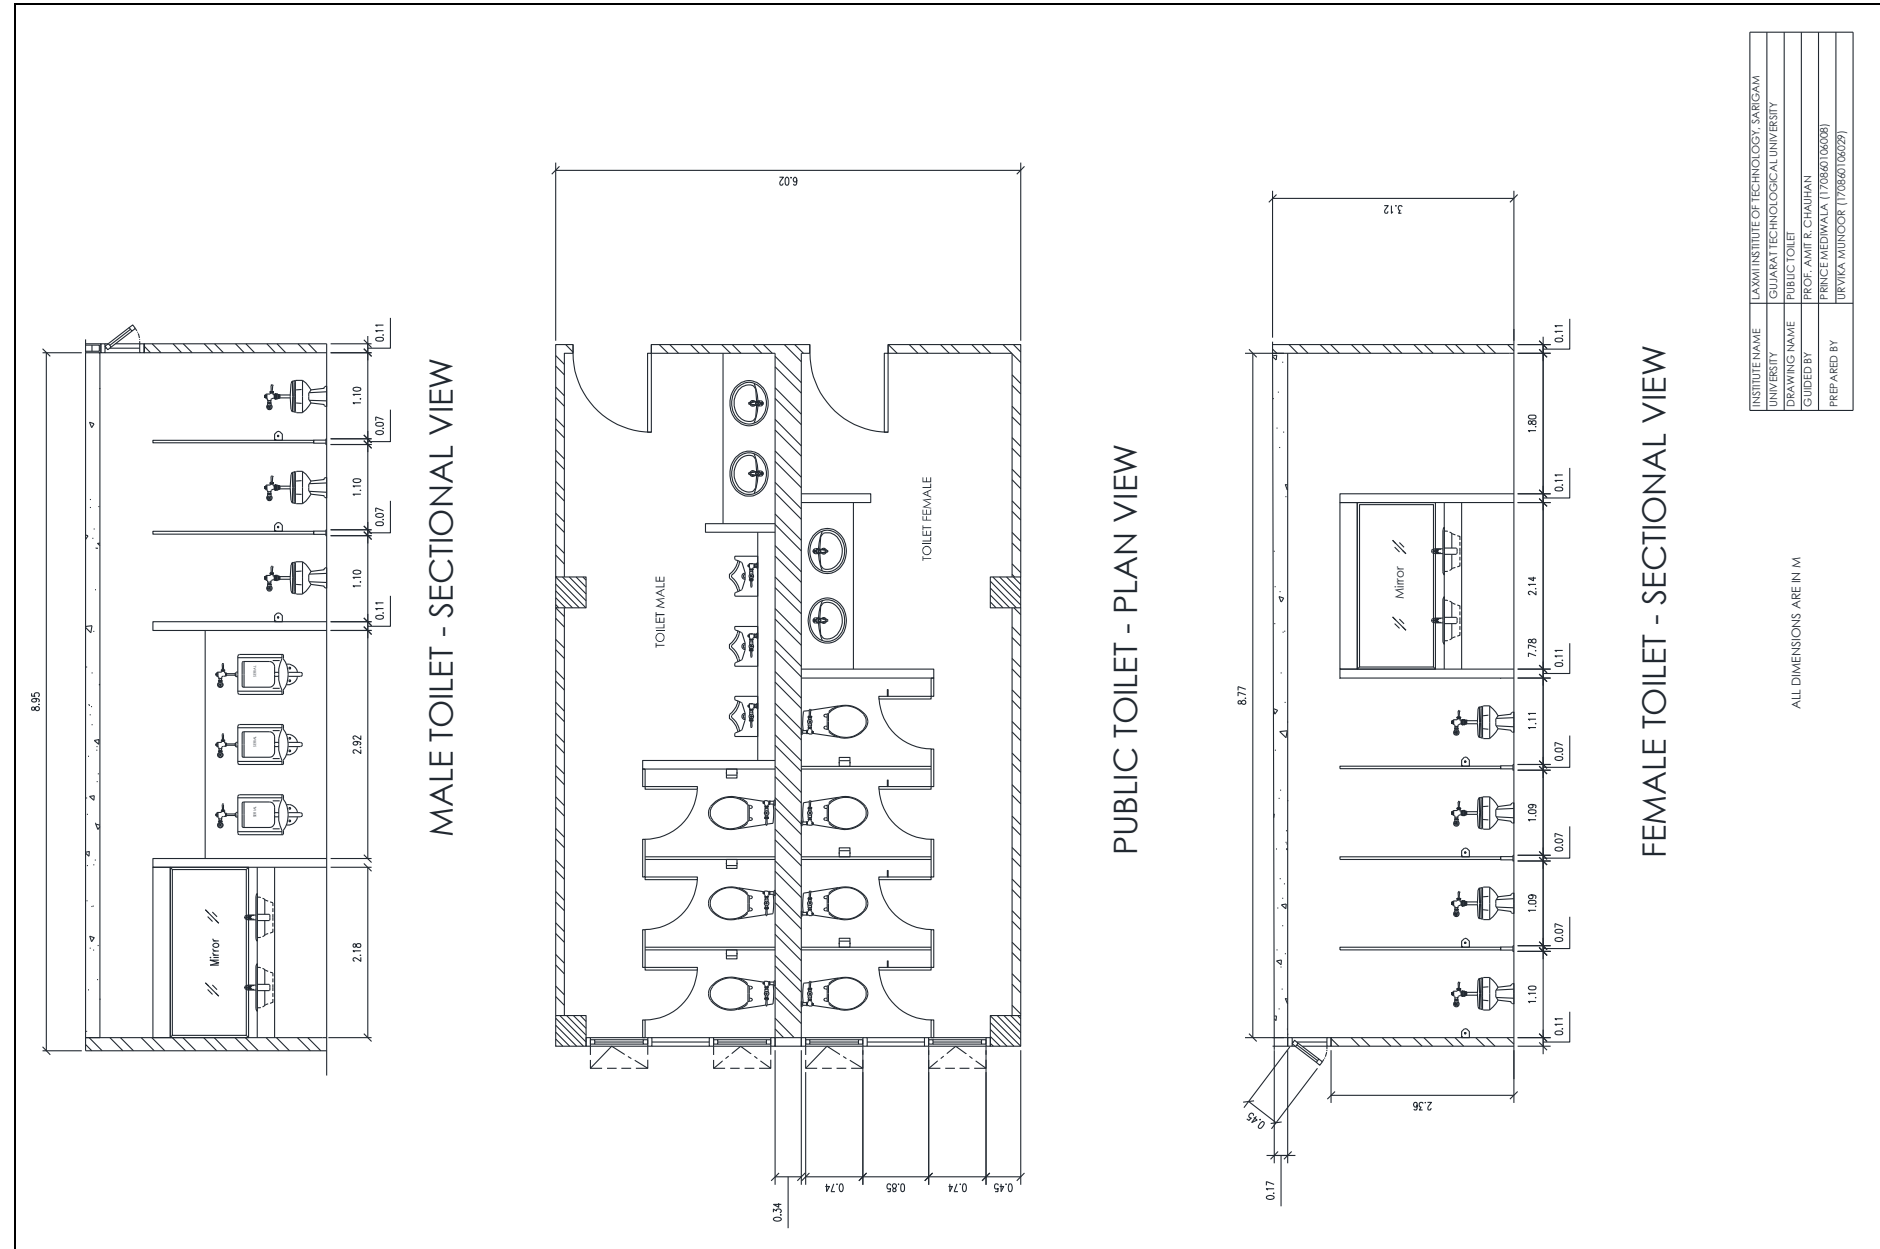 8.95
Mirror
Mirror
2.18
2.92
0.11
1.10
0.07
1.10
0.07
1.10
0.11
MALE TOILET - SECTIONAL VIEW
6.02
TOILET MALE
TOILET FEMALE
0.34
0.74
0.85
0.74
0.45
PUBLIC TOILET - PLAN VIEW
3.12
8.77
0.45
0.17
2.36
0.11
1.10
0.07
1.09
0.07
1.09
0.07
1.11
0.11
7.78
2.14
0.11
1.80
0.11
FEMALE TOILET - SECTIONAL VIEW
INSTITUTE NAME LAXMI INSTITUTE OF TECHNOLOGY, SARIGAM
UNIVERSITY GUJARAT TECHNOLOGICAL UNIVERSITY
DRAWING NAME PUBLIC TOILET
GUIDED BY PROF. AMIT R. CHAUHAN
PREPARED BY PRINCE MEDIWALA (170860106008)
URVIKA MUNOOR (170860106029)
ALL DIMENSIONS ARE IN M